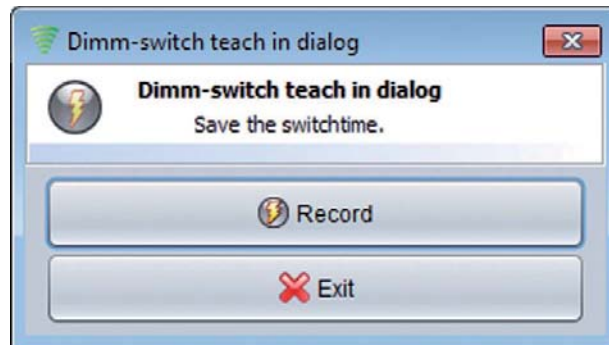 Dimm-switch teach in dialog
Dimm-switch teach in dialog
Save the switchtime.
Record
Exit